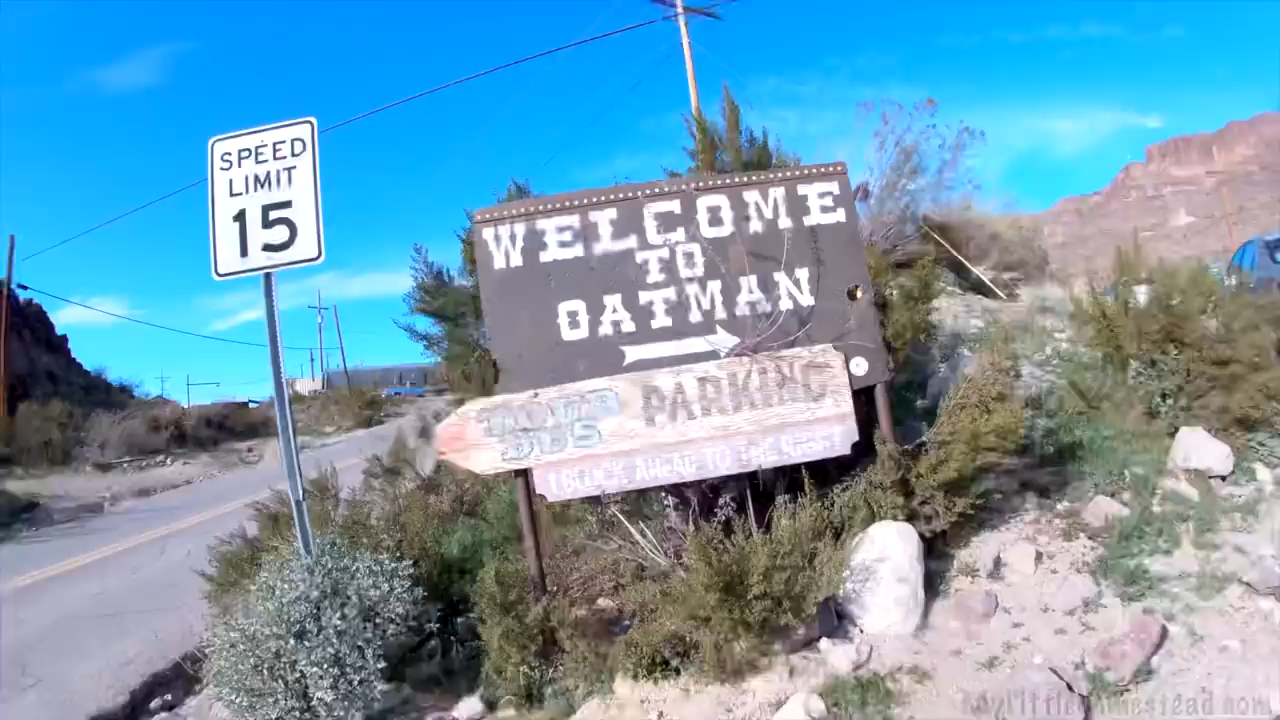 SPEED
LIMIT
15
WELCOME
TO
OATMAN
PARKING
1 BLOCK AHEAD TO THE RIGHT